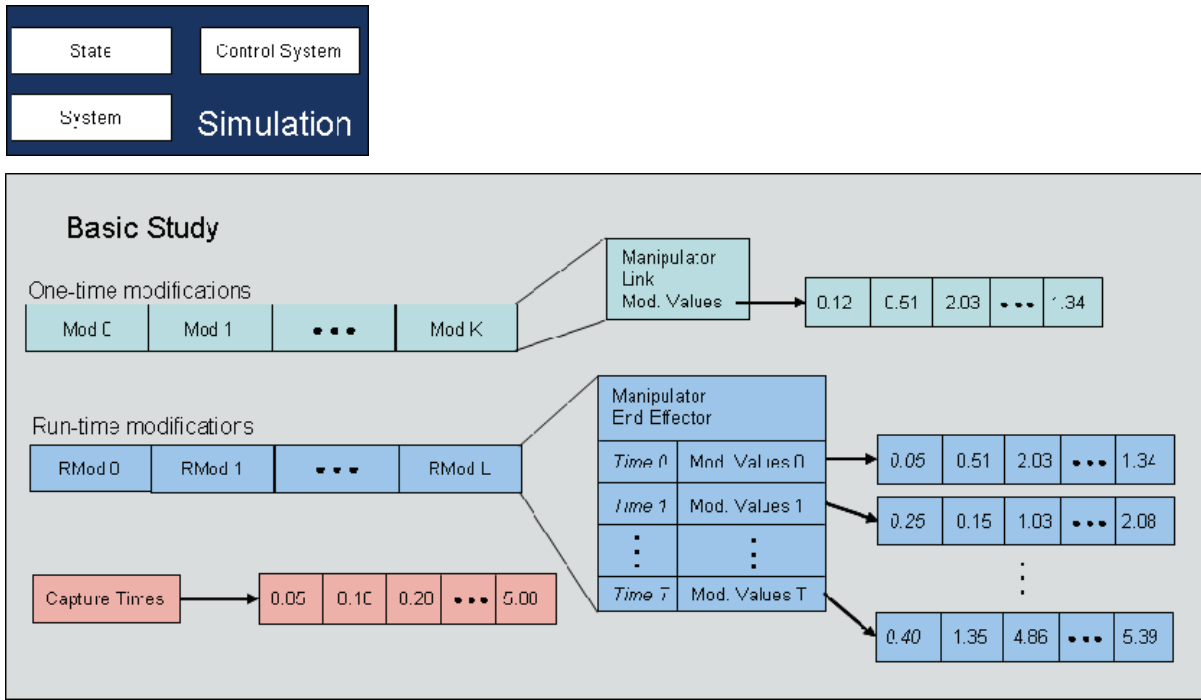 State
Control System
System
Simulation
Basic Study
One-time modifications
Mod 0 Mod 1 ••• Mod K
Manipulator
Link
Mod. Values
0.12 0.51 2.03 ••• 1.34
Run-time modifications
RMod 0 RMod 1 ••• RMod L
Manipulator
End Effector
Time 0 Mod. Values 0
0.05 0.51 2.03 ••• 1.34
Time 1 Mod. Values 1
0.25 0.15 1.03 ••• 2.08
Time T Mod. Values T
0.40 1.35 4.86 ••• 5.39
Capture Times
0.05 0.10 0.20 ••• 5.00